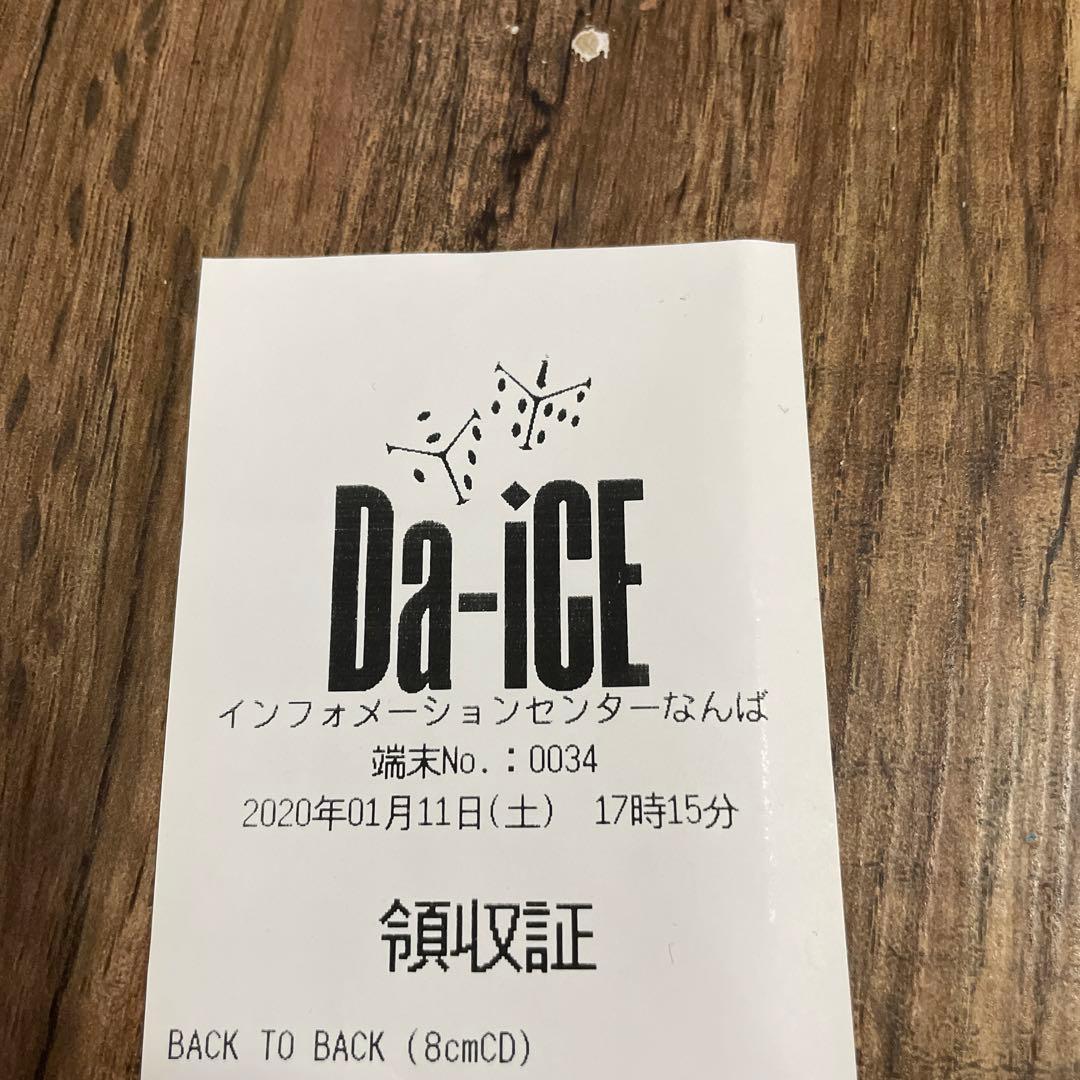 Da-iCE
インフォメーションセンターなんば
端末No.：0034
2020年01月11日(土) 17時15分
領収証
BACK TO BACK (8cmCD)